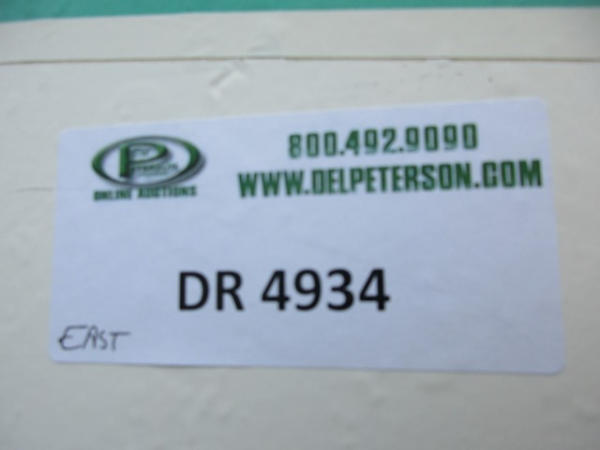 800.492.9090
WWW.DELPETERSON.COM
ONLINE AUCTIONS
DR 4934
EAST